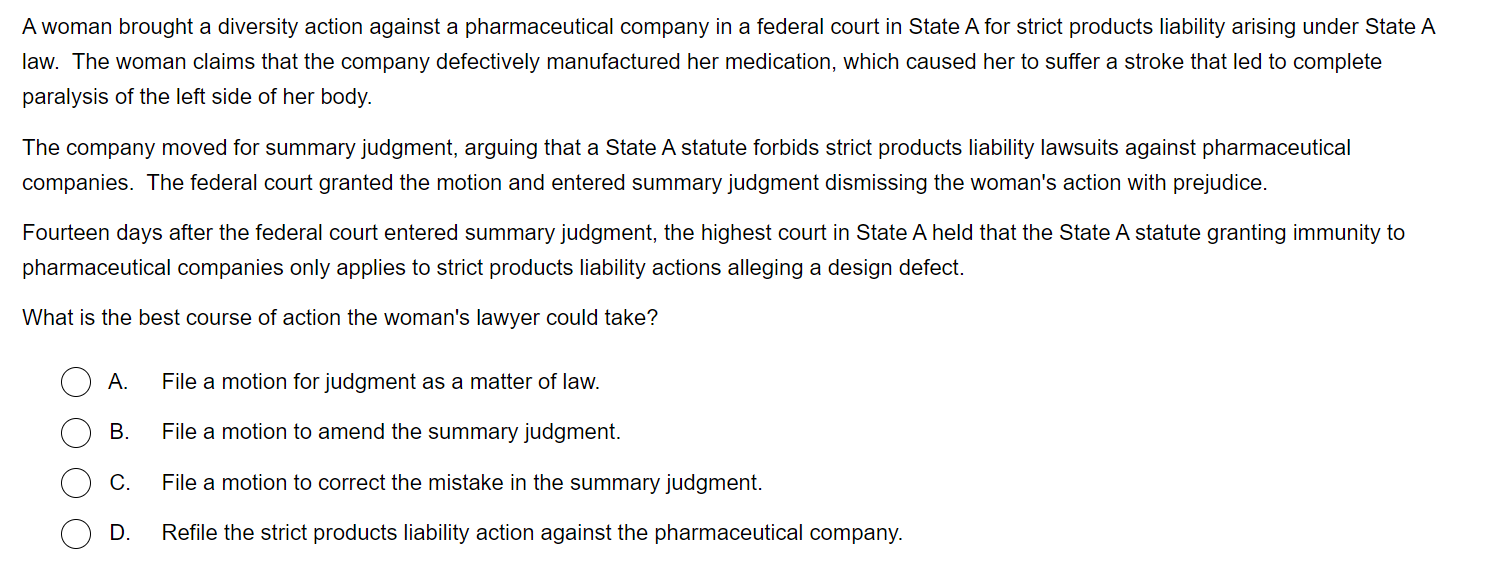 A woman brought a diversity action against a pharmaceutical company in a federal court in State A for strict products liability arising under State A
law.  The woman claims that the company defectively manufactured her medication, which caused her to suffer a stroke that led to complete
paralysis of the left side of her body.
The company moved for summary judgment, arguing that a State A statute forbids strict products liability lawsuits against pharmaceutical
companies.  The federal court granted the motion and entered summary judgment dismissing the woman's action with prejudice.
Fourteen days after the federal court entered summary judgment, the highest court in State A held that the State A statute granting immunity to
pharmaceutical companies only applies to strict products liability actions alleging a design defect.
What is the best course of action the woman's lawyer could take?
A. File a motion for judgment as a matter of law.
B. File a motion to amend the summary judgment.
C. File a motion to correct the mistake in the summary judgment.
D. Refile the strict products liability action against the pharmaceutical company.